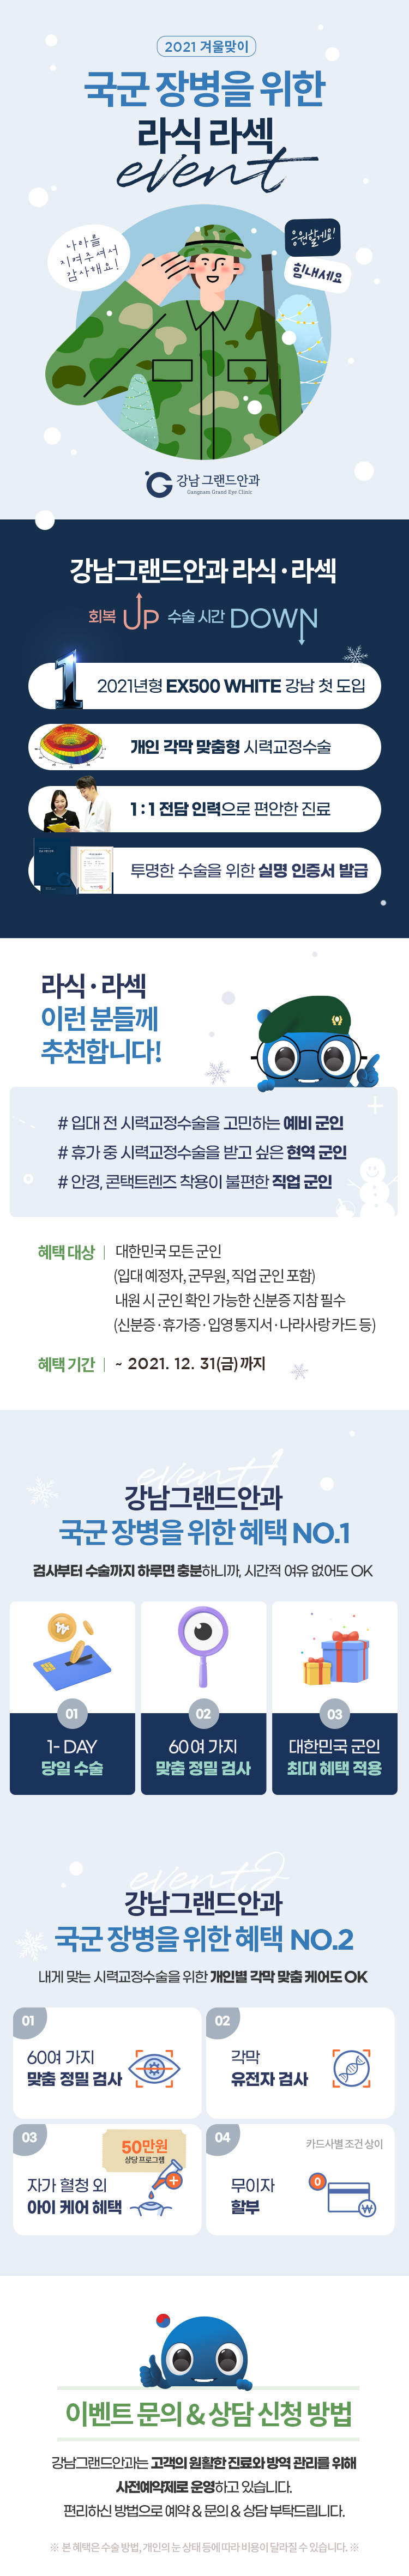 2021 겨울맞이
국군 장병을 위한
라식 라섹
event
나라를
지켜주셔서
감사해요!
응원할게요!
힘내세요
강남 그랜드안과
Gangnam Grand Eye Clinic
강남그랜드안과 라식·라섹
회복 UP 수술 시간 DOWN
1 2021년형 EX500 WHITE 강남 첫 도입
개인 각막 맞춤형 시력교정수술
1:1 전담 인력으로 편안한 진료
투명한 수술을 위한 실명 인증서 발급
라식·라섹
이런 분들께
추천합니다!
# 입대 전 시력교정수술을 고민하는 예비 군인
# 휴가 중 시력교정수술을 받고 싶은 현역 군인
# 안경, 콘택트렌즈 착용이 불편한 직업 군인
혜택 대상 | 대한민국 모든 군인
(입대 예정자, 군무원, 직업 군인 포함)
내원 시 군인 확인 가능한 신분증 지참 필수
(신분증·휴가증·입영통지서·나라사랑카드 등)
혜택 기간 | ~ 2021. 12. 31(금)까지
event 1
강남그랜드안과
국군 장병을 위한 혜택 NO.1
검사부터 수술까지 하루면 충분하니까, 시간적 여유 없어도 OK
01
1- DAY
당일 수술
02
60여 가지
맞춤 정밀 검사
03
대한민국 군인
최대 혜택 적용
event 2
강남그랜드안과
국군 장병을 위한 혜택 NO.2
내게 맞는 시력교정수술을 위한 개인별 각막 맞춤 케어도 OK
01
60여 가지
맞춤 정밀 검사
02
각막
유전자 검사
03
50만원
상당 프로그램
자가 혈청 외
아이 케어 혜택
04
카드사별 조건 상이
무이자
할부
0
₩
이벤트 문의 & 상담 신청 방법
강남그랜드안과는 고객의 원활한 진료와 방역 관리를 위해
사전예약제로 운영하고 있습니다.
편리하신 방법으로 예약 & 문의 & 상담 부탁드립니다.
※ 본 혜택은 수술 방법, 개인의 눈 상태 등에 따라 비용이 달라질 수 있습니다. ※